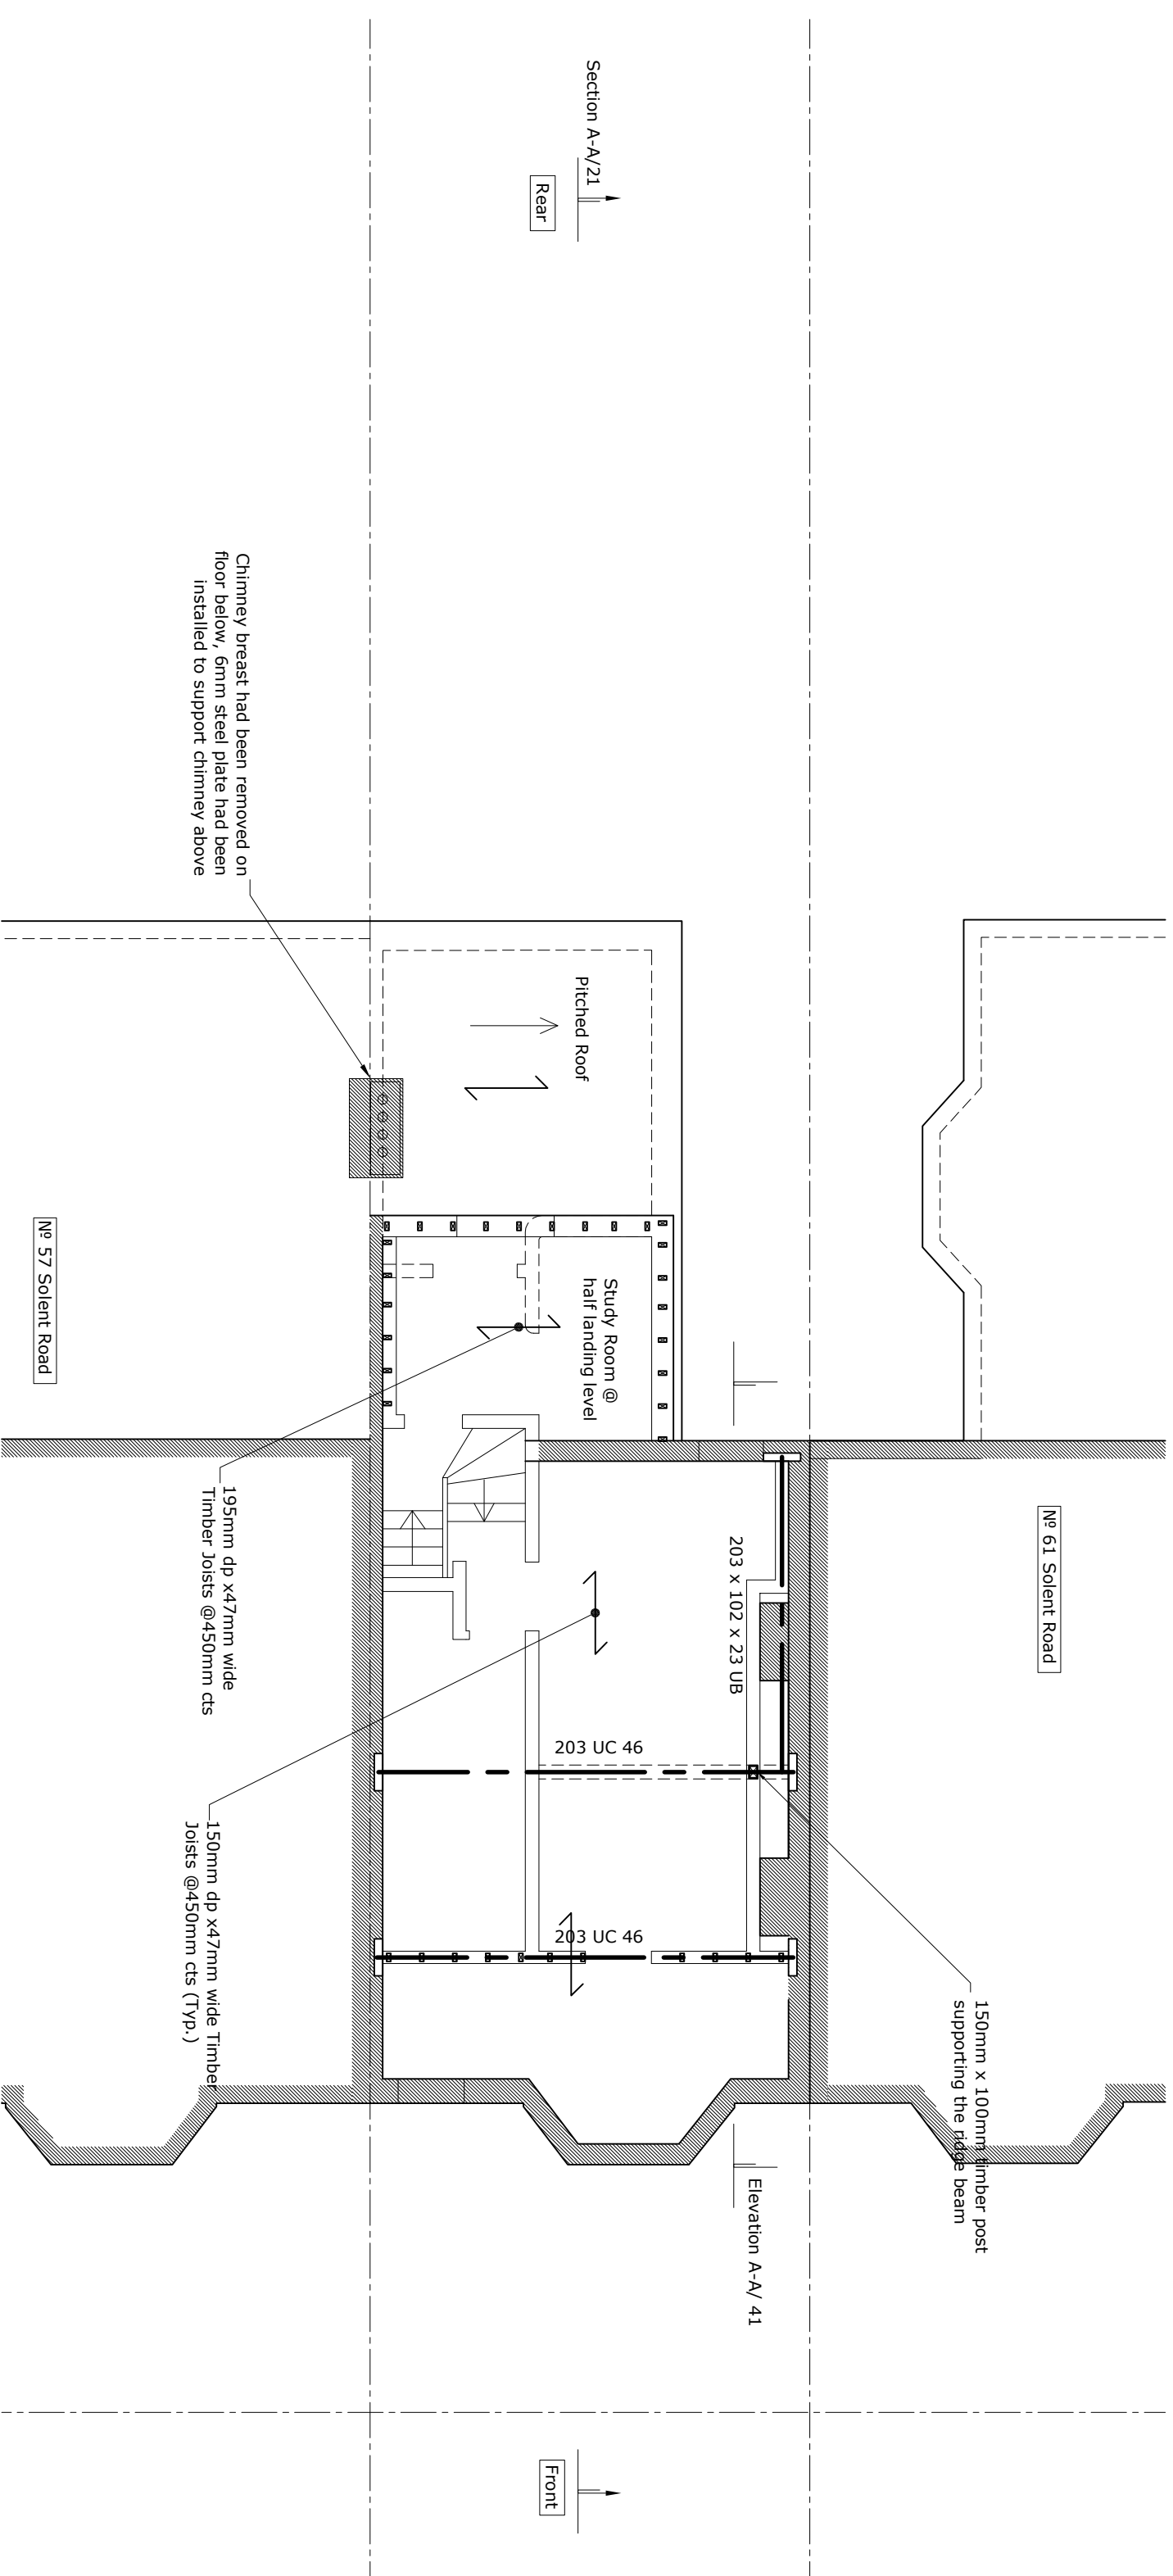 Section A-A/21
Rear
Chimney breast had been removed on
floor below, 6mm steel plate had been
installed to support chimney above
Pitched Roof
Study Room @
half landing level
Nº 57 Solent Road
Nº 61 Solent Road
203 x 102 x 23 UB
195mm dp x47mm wide
Timber Joists @450mm cts
203 UC 46
150mm dp x47mm wide Timber
Joists @450mm cts (Typ.)
203 UC 46
150mm x 100mm timber post
supporting the ridge beam
Elevation A-A/ 41
Front